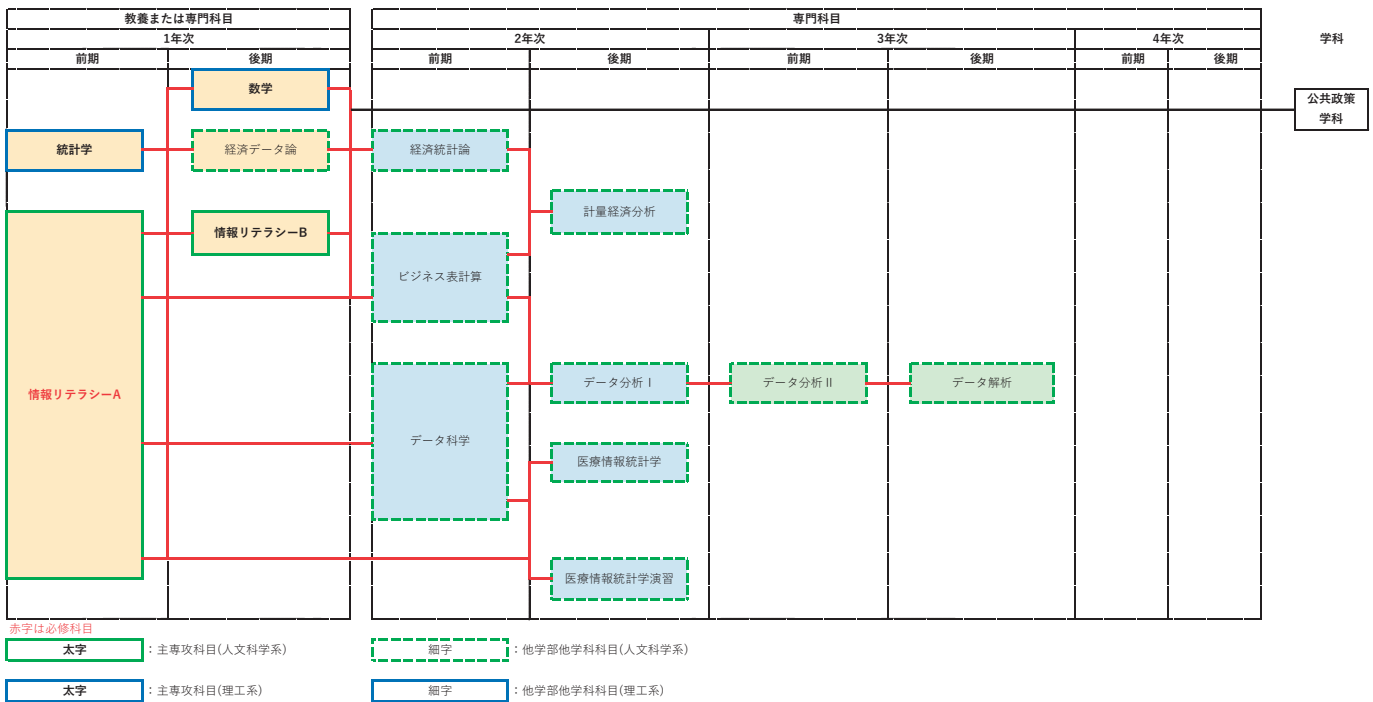 教養または専門科目
専門科目
1年次
2年次
3年次
4年次
学科
前期
後期
前期
後期
前期
後期
前期
後期
数学
公共政策
学科
統計学
経済データ論
経済統計論
計量経済分析
情報リテラシーB
ビジネス表計算
情報リテラシーA
データ分析Ⅰ
データ分析Ⅱ
データ解析
データ科学
医療情報統計学
医療情報統計学演習
赤字は必修科目
太字
：主専攻科目(人文科学系)
細字
：他学部他学科科目(人文科学系)
太字
：主専攻科目(理工系)
細字
：他学部他学科科目(理工系)